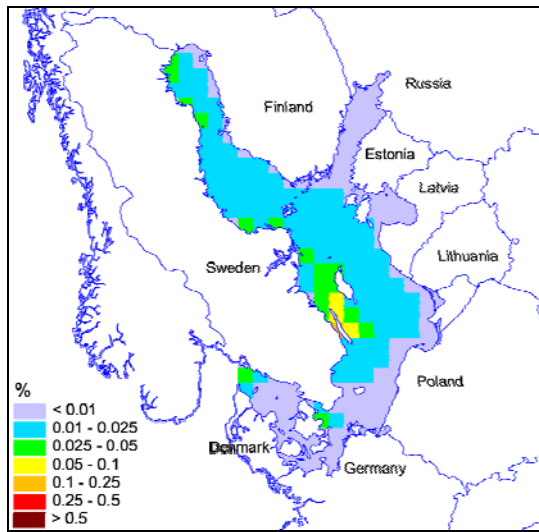 Russia
Finland
Estonia
Latvia
Lithuania
Sweden
Poland
Denmark
Germany
%
< 0.01
0.01 - 0.025
0.025 - 0.05
0.05 - 0.1
0.1 - 0.25
0.25 - 0.5
> 0.5